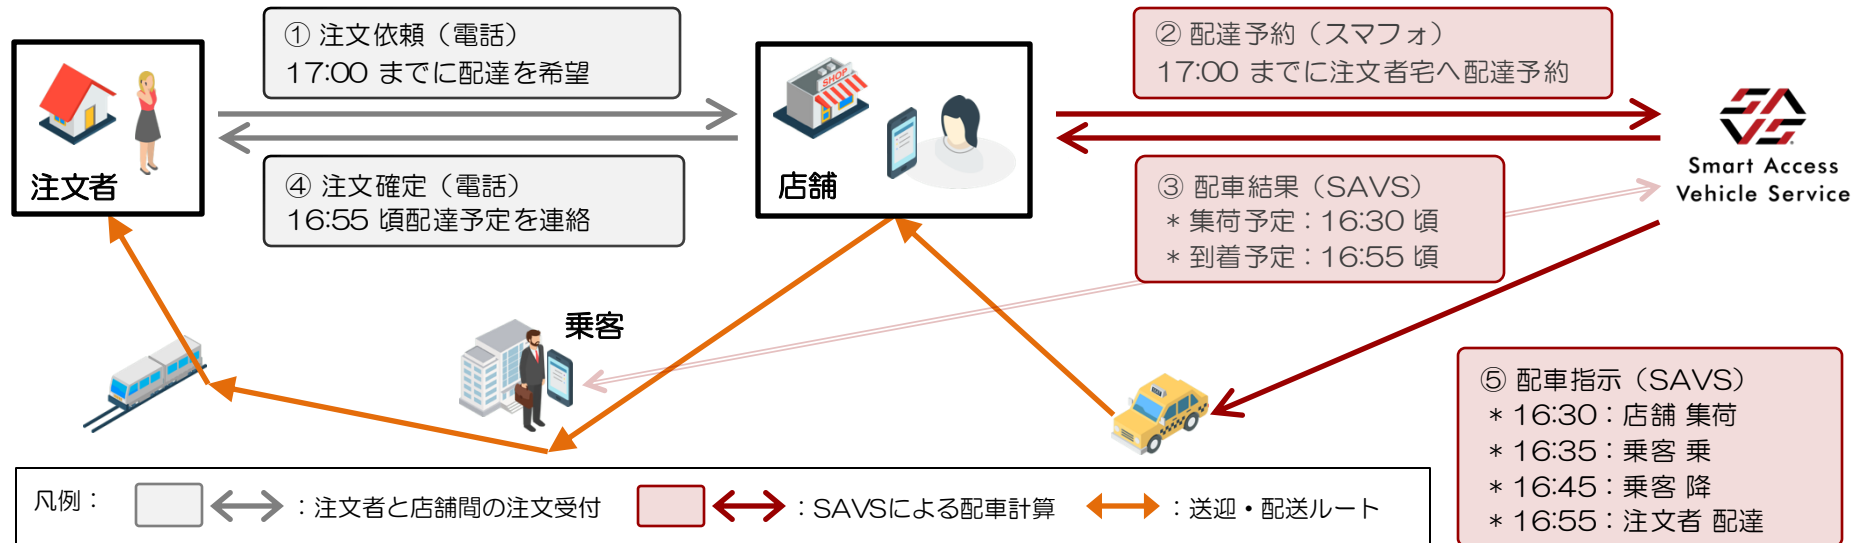 ① 注文依頼（電話）
17:00 までに配達を希望
② 配達予約（スマフォ）
17:00 までに注文者宅へ配達予約
注文者
SHOP
店舗
SAVS
Smart Access
Vehicle Service
④ 注文確定（電話）
16:55 頃配達予定を連絡
③ 配車結果（SAVS）
* 集荷予定：16:30 頃
* 到着予定：16:55 頃
乗客
⑤ 配車指示（SAVS）
* 16:30：店舗 集荷
* 16:35：乗客 乗
* 16:45：乗客 降
* 16:55：注文者 配達
凡例：
：注文者と店舗間の注文受付
：SAVSによる配車計算
：送迎・配送ルート